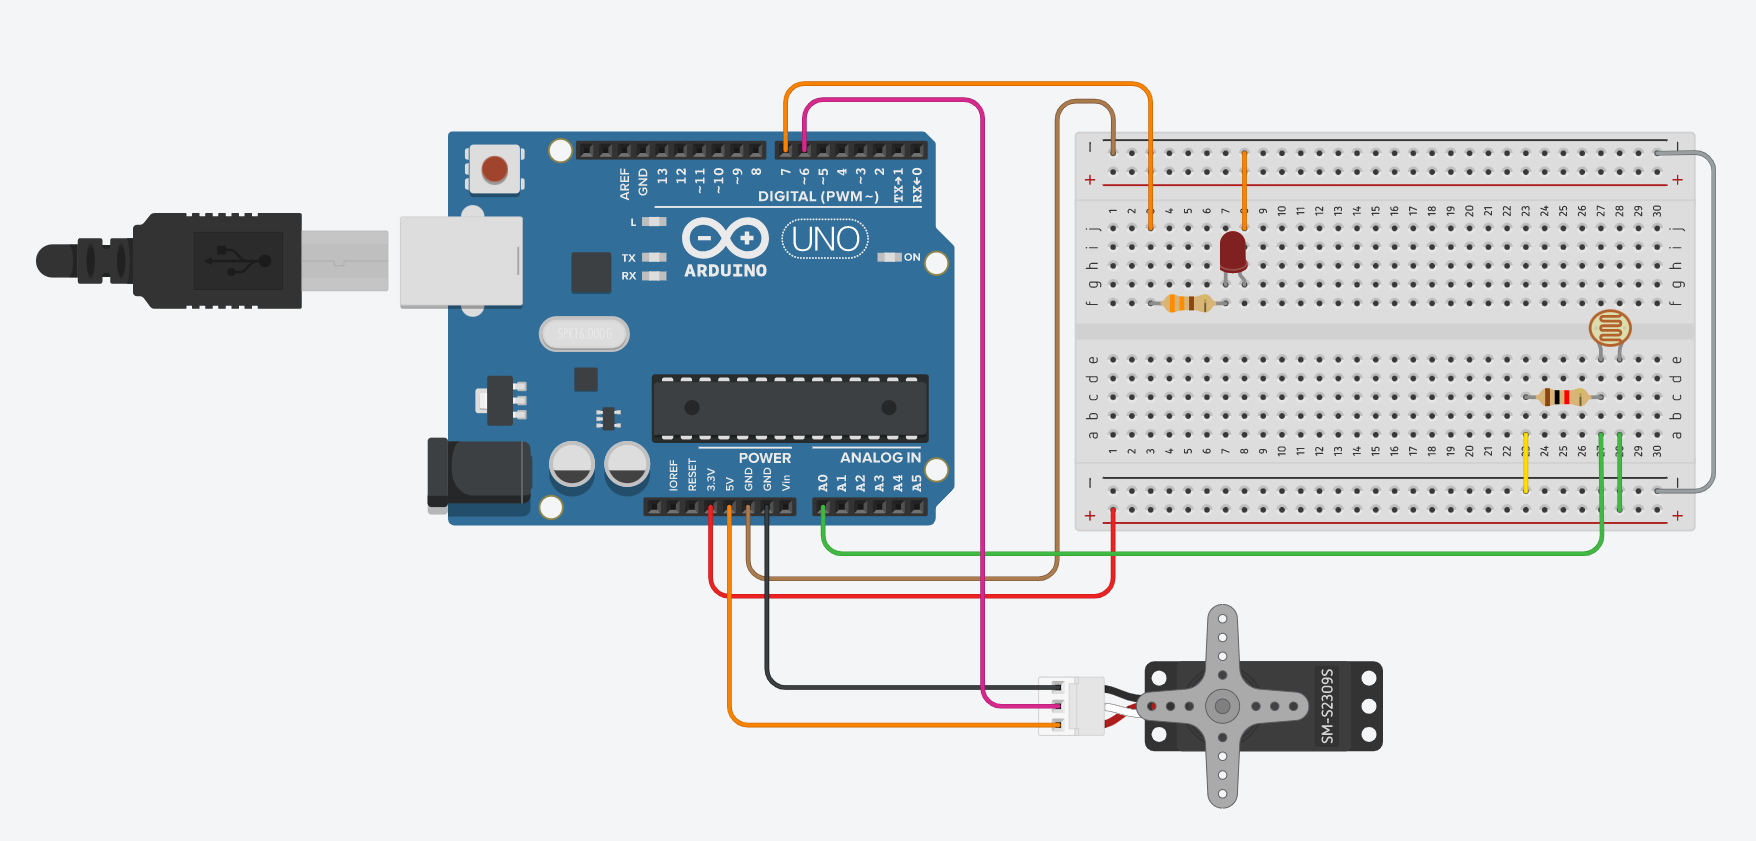 AREF
GND
13
12
~11
~10
~9
8
7
~6
~5
4
~3
2
TX→1
RX←0
DIGITAL (PWM~)
L
TX
RX
UNO
ARDUINO
ON
SPK16.000G
IOREF
RESET
3.3V
5V
GND
GND
Vin
POWER
ANALOG IN
A0
A1
A2
A3
A4
A5
− −
+ +
1 2 3 4 5 6 7 8 9 10 11 12 13 14 15 16 17 18 19 20 21 22 23 24 25 26 27 28 29 30
j j
i i
h h
g g
f f
e e
d d
c c
b b
a a
1 2 3 4 5 6 7 8 9 10 11 12 13 14 15 16 17 18 19 20 21 22 23 24 25 26 27 28 29 30
− −
+ +
SM-S2309S